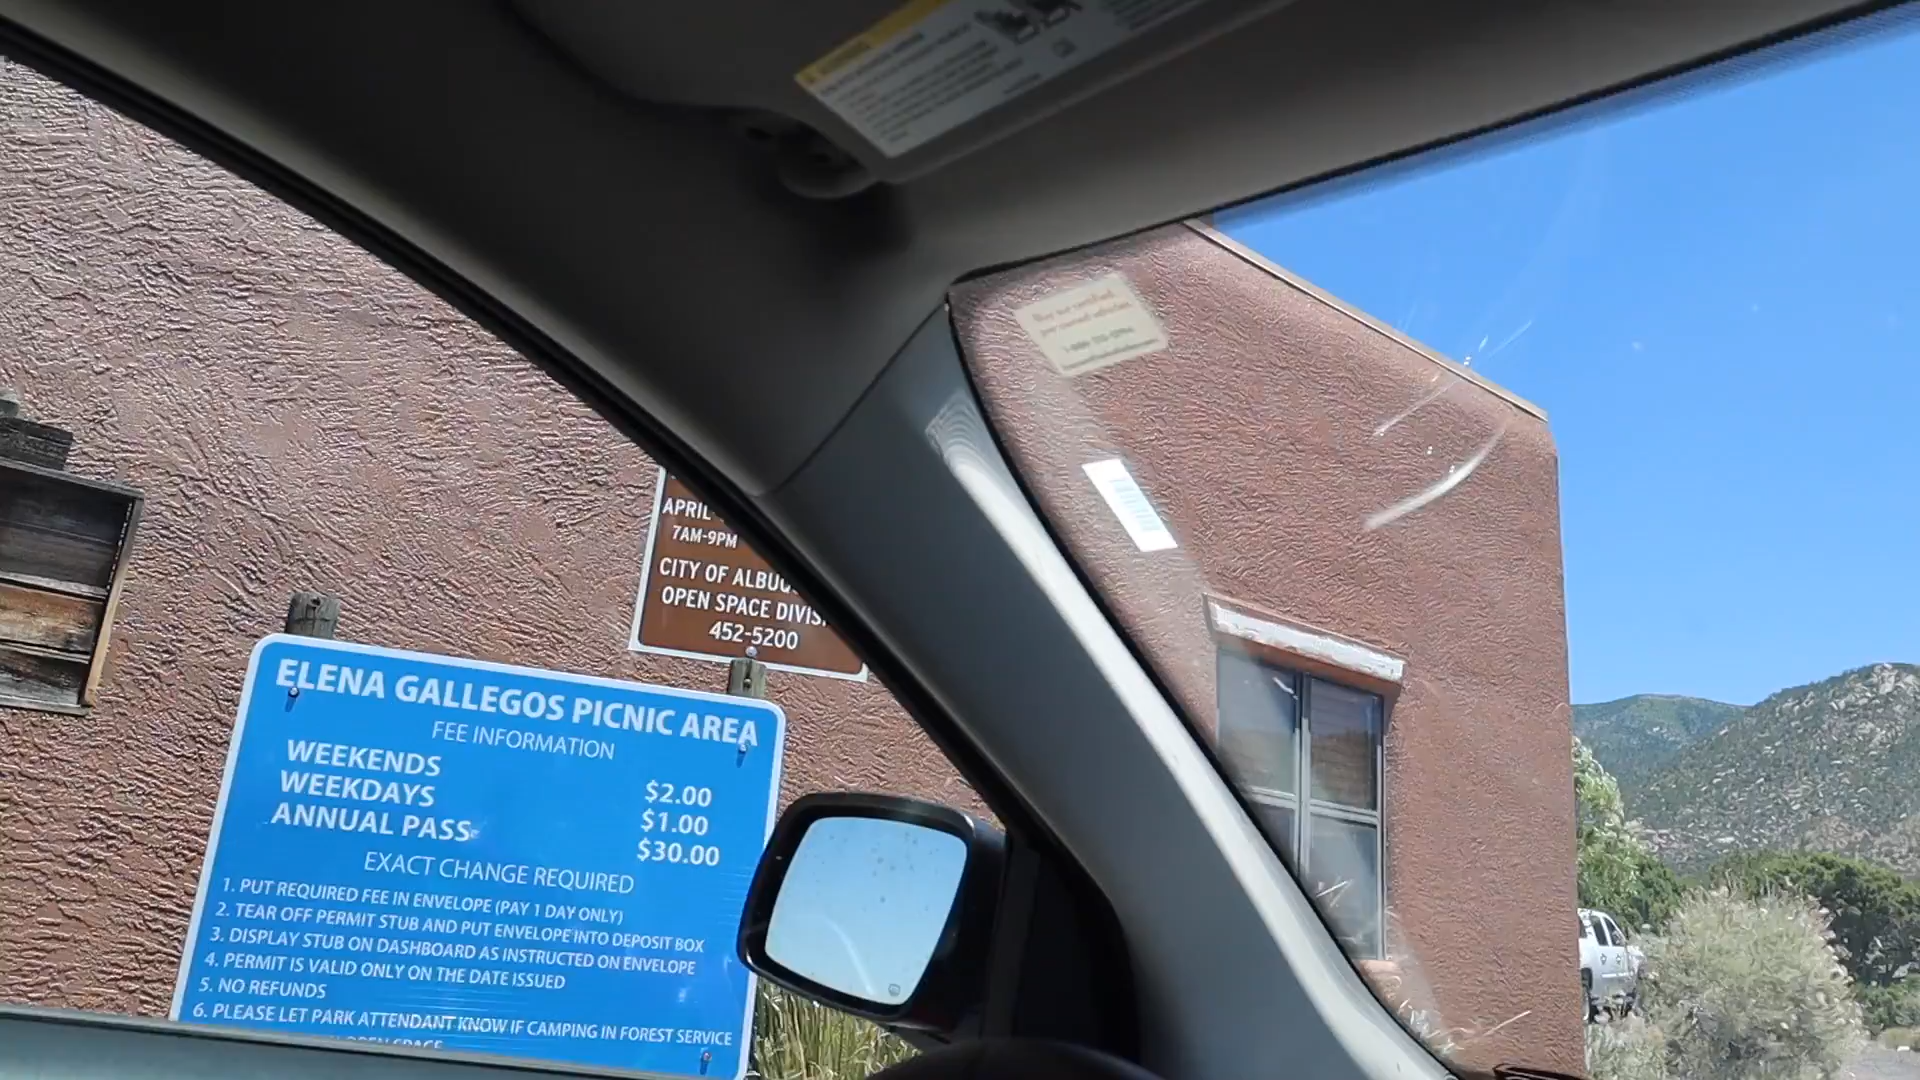 APRIL
7AM-9PM
CITY OF ALBUQ
OPEN SPACE DIVIS
452-5200
ELENA GALLEGOS PICNIC AREA
FEE INFORMATION
WEEKENDS $2.00
WEEKDAYS $1.00
ANNUAL PASS $30.00
EXACT CHANGE REQUIRED
1. PUT REQUIRED FEE IN ENVELOPE (PAY 1 DAY ONLY)
2. TEAR OFF PERMIT STUB AND PUT ENVELOPE INTO DEPOSIT BOX
3. DISPLAY STUB ON DASHBOARD AS INSTRUCTED ON ENVELOPE
4. PERMIT IS VALID ONLY ON THE DATE ISSUED
5. NO REFUNDS
6. PLEASE LET PARK ATTENDANT KNOW IF CAMPING IN FOREST SERVICE
OPEN SPACE